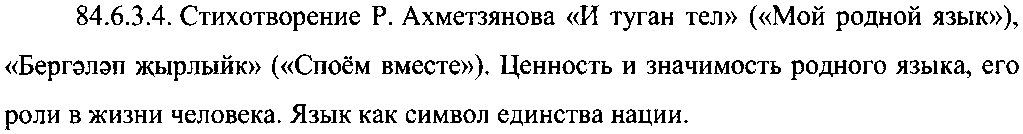 84.6.3.4. Стихотворение Р. Ахметзянова «И туган тел» («Мой родной язык»),
«Бергәләп җырлыйк» («Споём вместе»). Ценность и значимость родного языка, его
роли в жизни человека. Язык как символ единства нации.